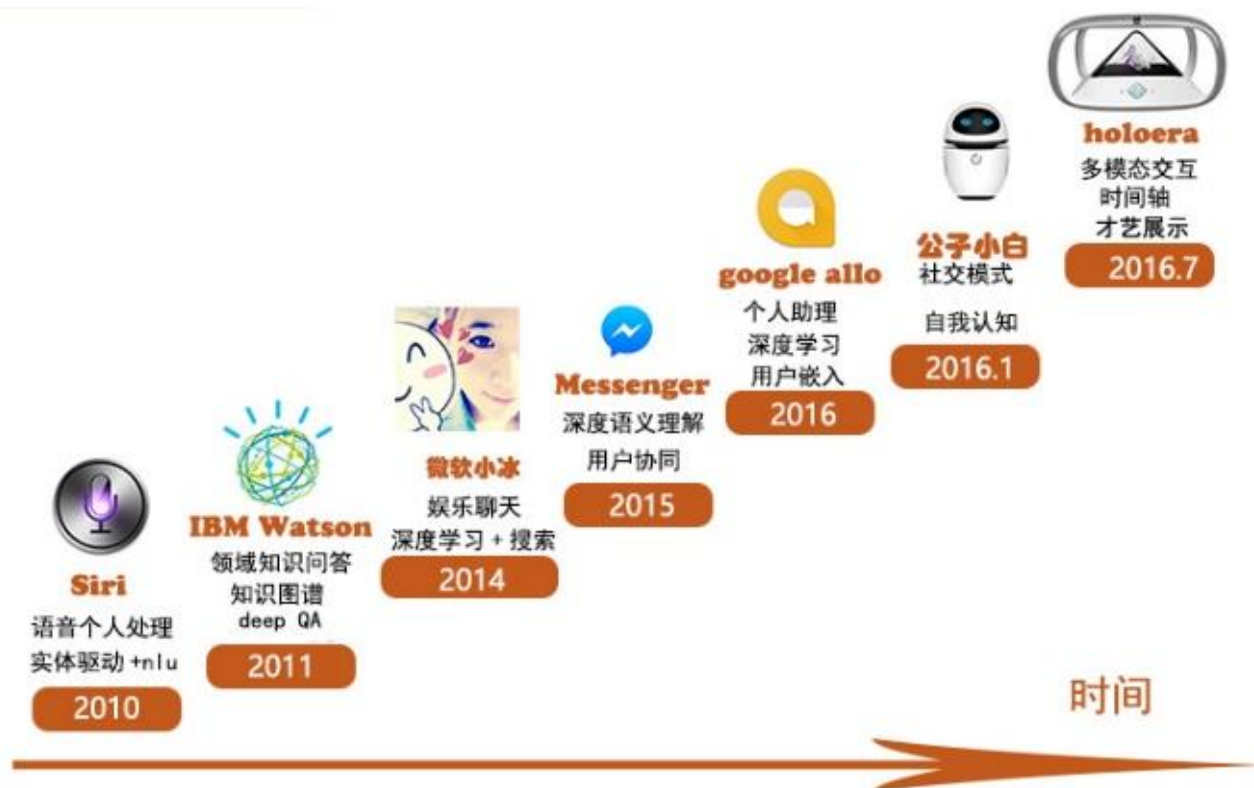 Siri
语音个人处理
实体驱动+nlu
2010
IBM Watson
领域知识问答
知识图谱
deep QA
2011
微软小冰
娱乐聊天
深度学习+搜索
2014
Messenger
深度语义理解
用户协同
2015
google allo
个人助理
深度学习
用户嵌入
2016
公子小白
社交模式
自我认知
2016.1
holoera
多模态交互
时间轴
才艺展示
2016.7
时间